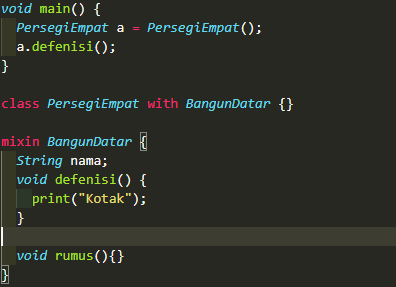 void main() {
  PersegiEmpat a = PersegiEmpat();
  a.defenisi();
}
class PersegiEmpat with BangunDatar {}
mixin BangunDatar {
  String nama;
  void defenisi() {
    print("Kotak");
  }
  void rumus(){}
}